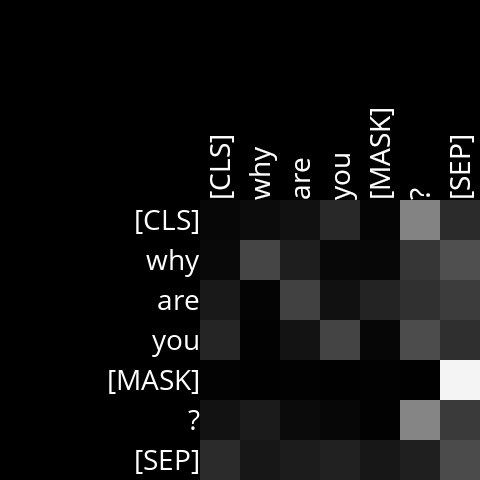 [CLS] why are you [MASK] ? [SEP]
[CLS]
why
are
you
[MASK]
?
[SEP]